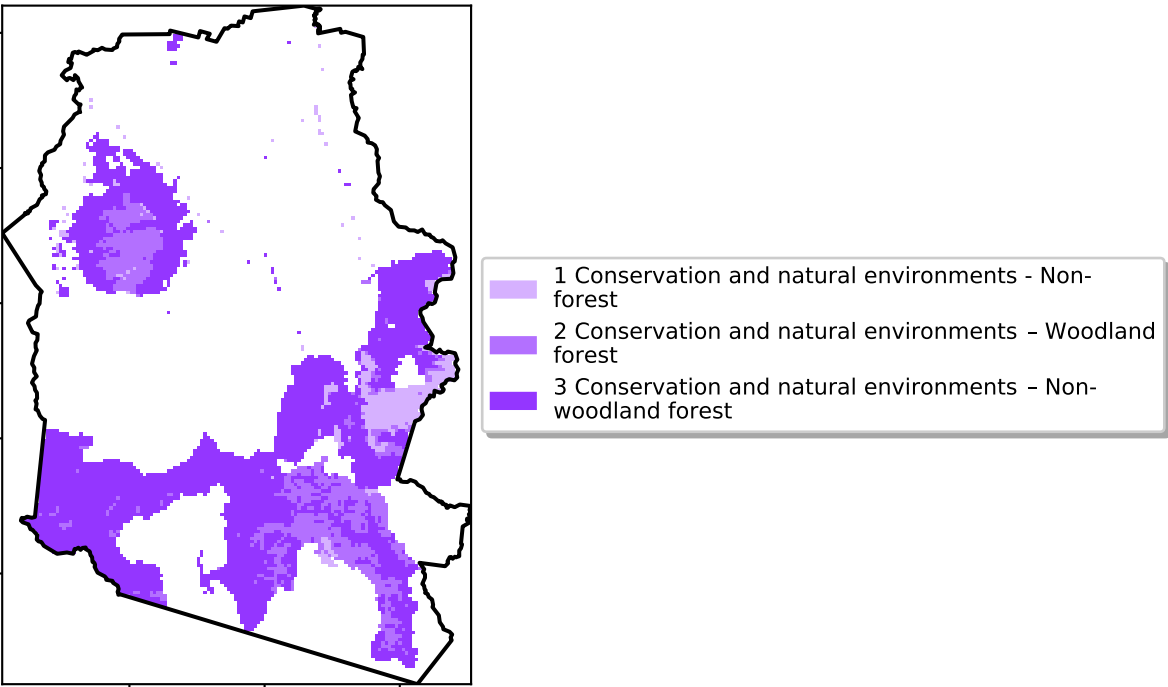 1 Conservation and natural environments - Non-
forest
2 Conservation and natural environments – Woodland
forest
3 Conservation and natural environments – Non-
woodland forest